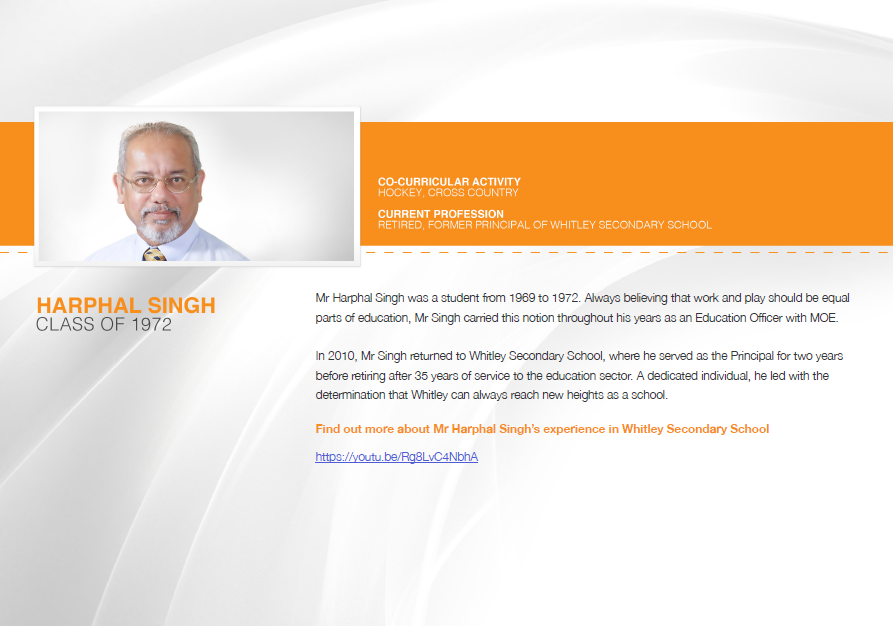 CO-CURRICULAR ACTIVITY
HOCKEY, CROSS COUNTRY
CURRENT PROFESSION
RETIRED, FORMER PRINCIPAL OF WHITLEY SECONDARY SCHOOL
HARPHAL SINGH
CLASS OF 1972
Mr Harphal Singh was a student from 1969 to 1972. Always believing that work and play should be equal
parts of education, Mr Singh carried this notion throughout his years as an Education Officer with MOE.
In 2010, Mr Singh returned to Whitley Secondary School, where he served as the Principal for two years
before retiring after 35 years of service to the education sector. A dedicated individual, he led with the
determination that Whitley can always reach new heights as a school.
Find out more about Mr Harphal Singh's experience in Whitley Secondary School
https://youtu.be/Rg8LvC4NbhA